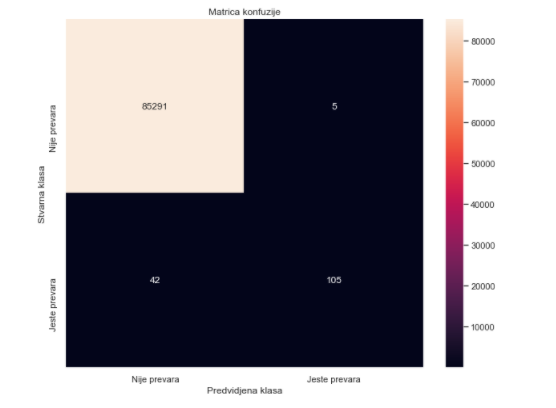 Matrica konfuzije
Nije prevara
Jeste prevara
Stvarna klasa
85291
5
42
105
Nije prevara
Jeste prevara
Predvidjena klasa
80000
70000
60000
50000
40000
30000
20000
10000